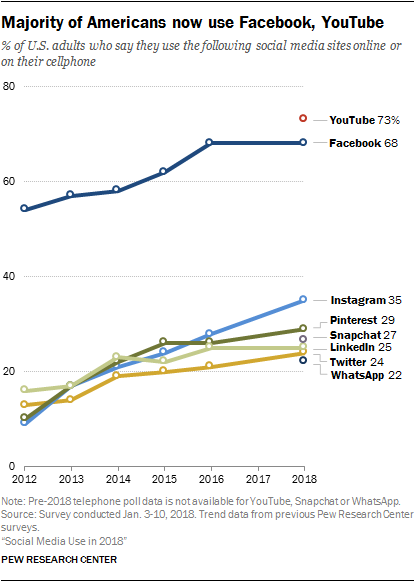 Majority of Americans now use Facebook, YouTube
% of U.S. adults who say they use the following social media sites online or
on their cellphone
80
YouTube 73%
Facebook 68
60
40
Instagram 35
Pinterest 29
Snapchat 27
LinkedIn 25
Twitter 24
WhatsApp 22
20
0
2012 2013 2014 2015 2016 2017 2018
Note: Pre-2018 telephone poll data is not available for YouTube, Snapchat or WhatsApp.
Source: Survey conducted Jan. 3-10, 2018. Trend data from previous Pew Research Center
surveys.
“Social Media Use in 2018”
PEW RESEARCH CENTER